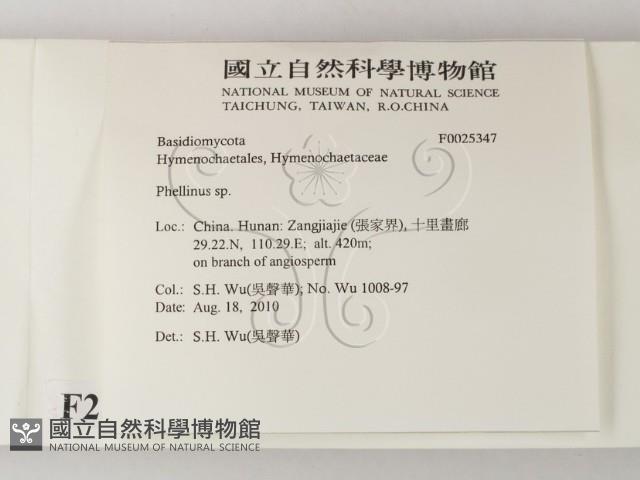 國立自然科學博物館
NATIONAL MUSEUM OF NATURAL SCIENCE
TAICHUNG, TAIWAN, R.O.CHINA
Basidiomycota F0025347
Hymenochaetales, Hymenochaetaceae
Phellinus sp.
Loc.: China. Hunan: Zangjiajie (張家界), 十里畫廊
29.22.N, 110.29.E; alt. 420m;
on branch of angiosperm
Col.: S.H. Wu(吳聲華); No. Wu 1008-97
Date: Aug. 18, 2010
Det.: S.H. Wu(吳聲華)
F2
國立自然科學博物館
NATIONAL MUSEUM OF NATURAL SCIENCE